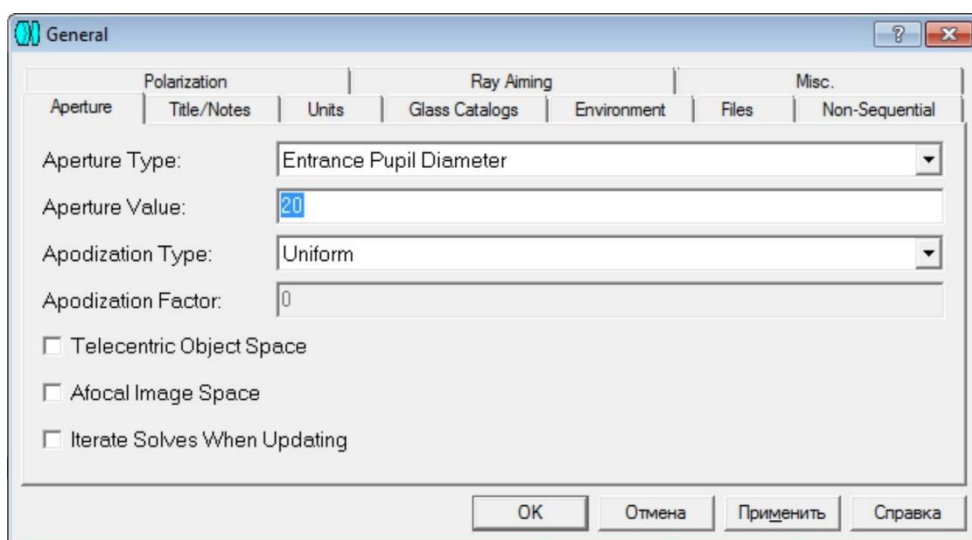 General
Polarization Ray Aiming Misc.
Aperture Title/Notes Units Glass Catalogs Environment Files Non-Sequential
Aperture Type: Entrance Pupil Diameter
Aperture Value: 20
Apodization Type: Uniform
Apodization Factor: 0
Telecentric Object Space
Afocal Image Space
Iterate Solves When Updating
OK Отмена Применить Справка